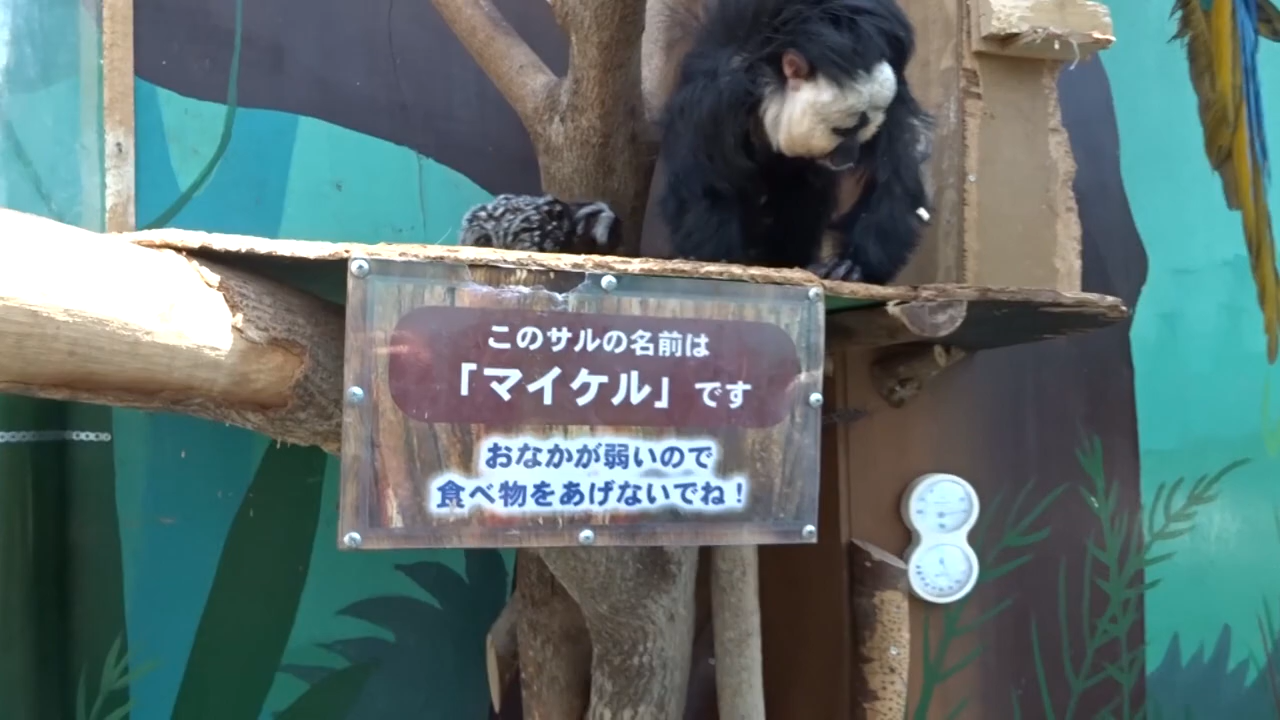 このサルの名前は
「マイケル」です
おなかが弱いので
食べ物をあげないでね！